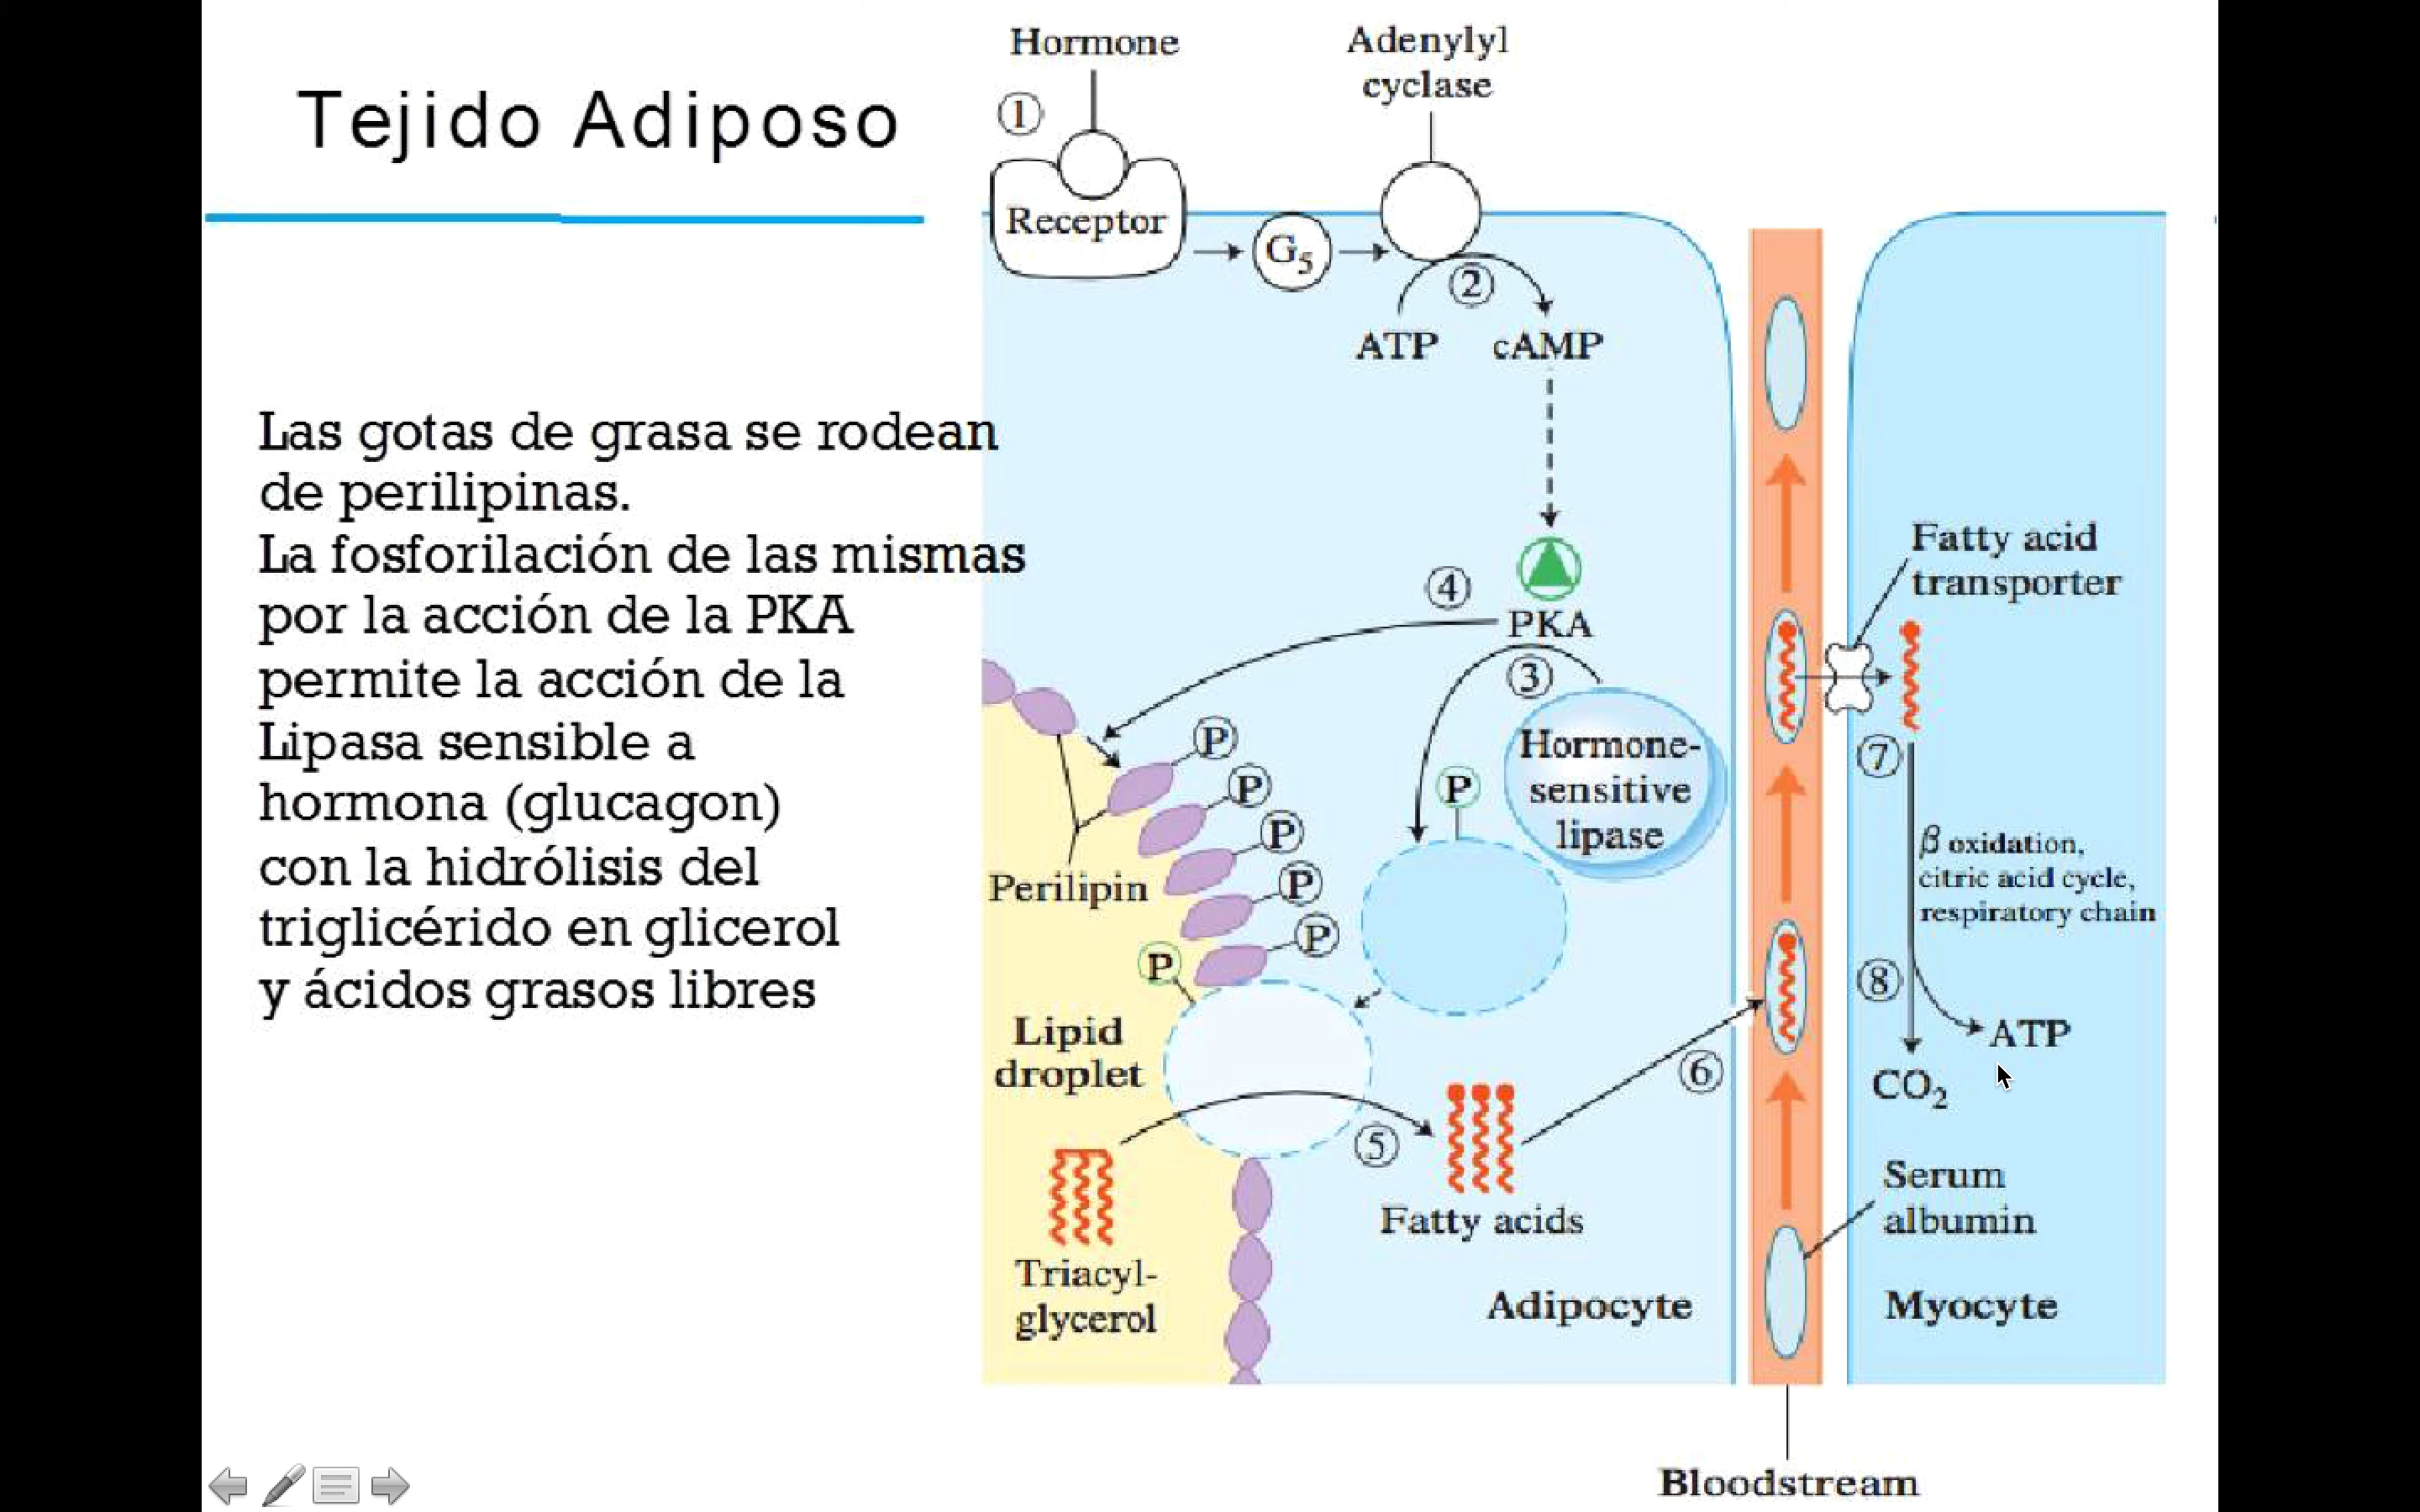 Tejido Adiposo
Las gotas de grasa se rodean
de perilipinas.
La fosforilación de las mismas
por la acción de la PKA
permite la acción de la
Lipasa sensible a
hormona (glucagon)
con la hidrólisis del
triglicérido en glicerol
y ácidos grasos libres
Hormone
①
Receptor
G5
Adenylyl
cyclase
②
ATP
cAMP
④
PKA
③
Hormone-
sensitive
lipase
P
P
P
P
P
P
P
Perilipin
Lipid
droplet
⑤
Triacyl-
glycerol
Fatty acids
⑥
Adipocyte
Fatty acid
transporter
⑦
β oxidation,
citric acid cycle,
respiratory chain
⑧
ATP
CO2
Serum
albumin
Myocyte
Bloodstream